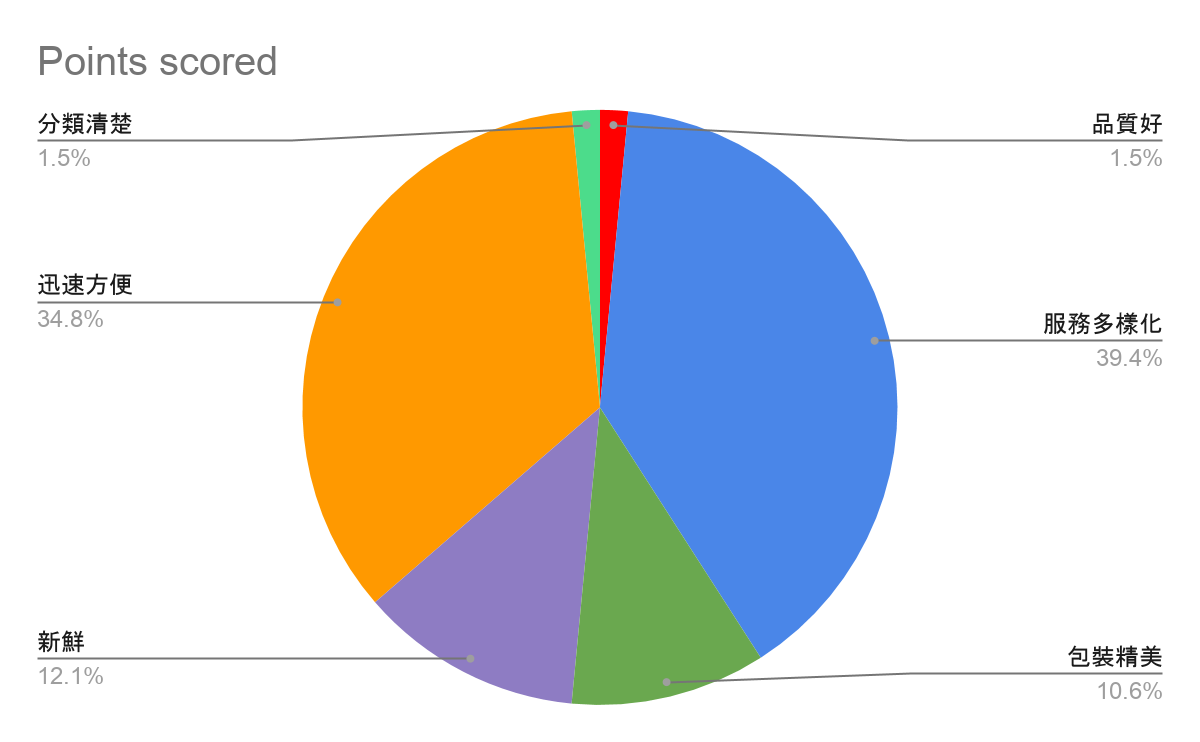 Points scored
分類清楚
1.5%
品質好
1.5%
迅速方便
34.8%
服務多樣化
39.4%
新鮮
12.1%
包裝精美
10.6%